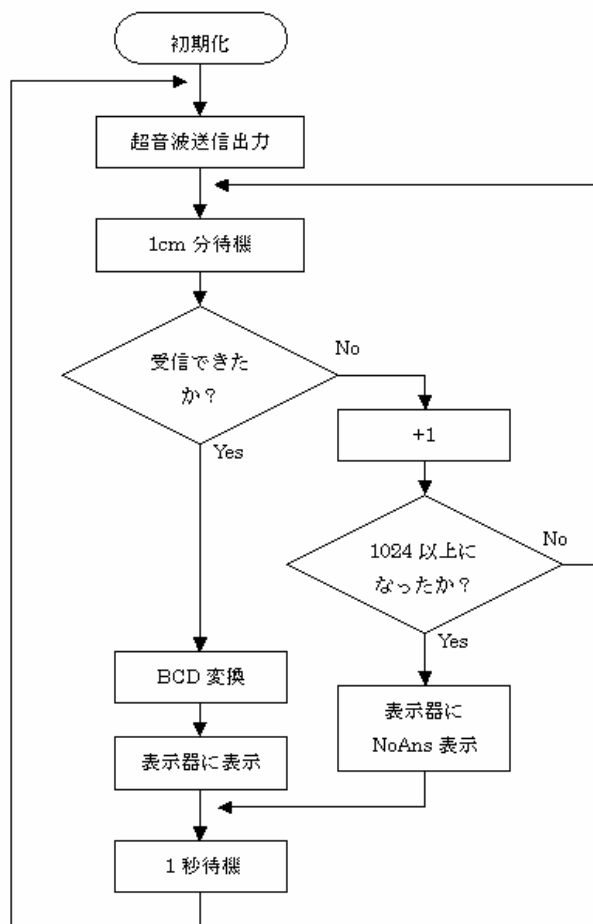 初期化
超音波送信出力
1cm 分待機
受信できた
か？
No
Yes
+1
1024 以上に
なったか？
No
Yes
BCD 変換
表示器に
NoAns 表示
表示器に表示
1 秒待機